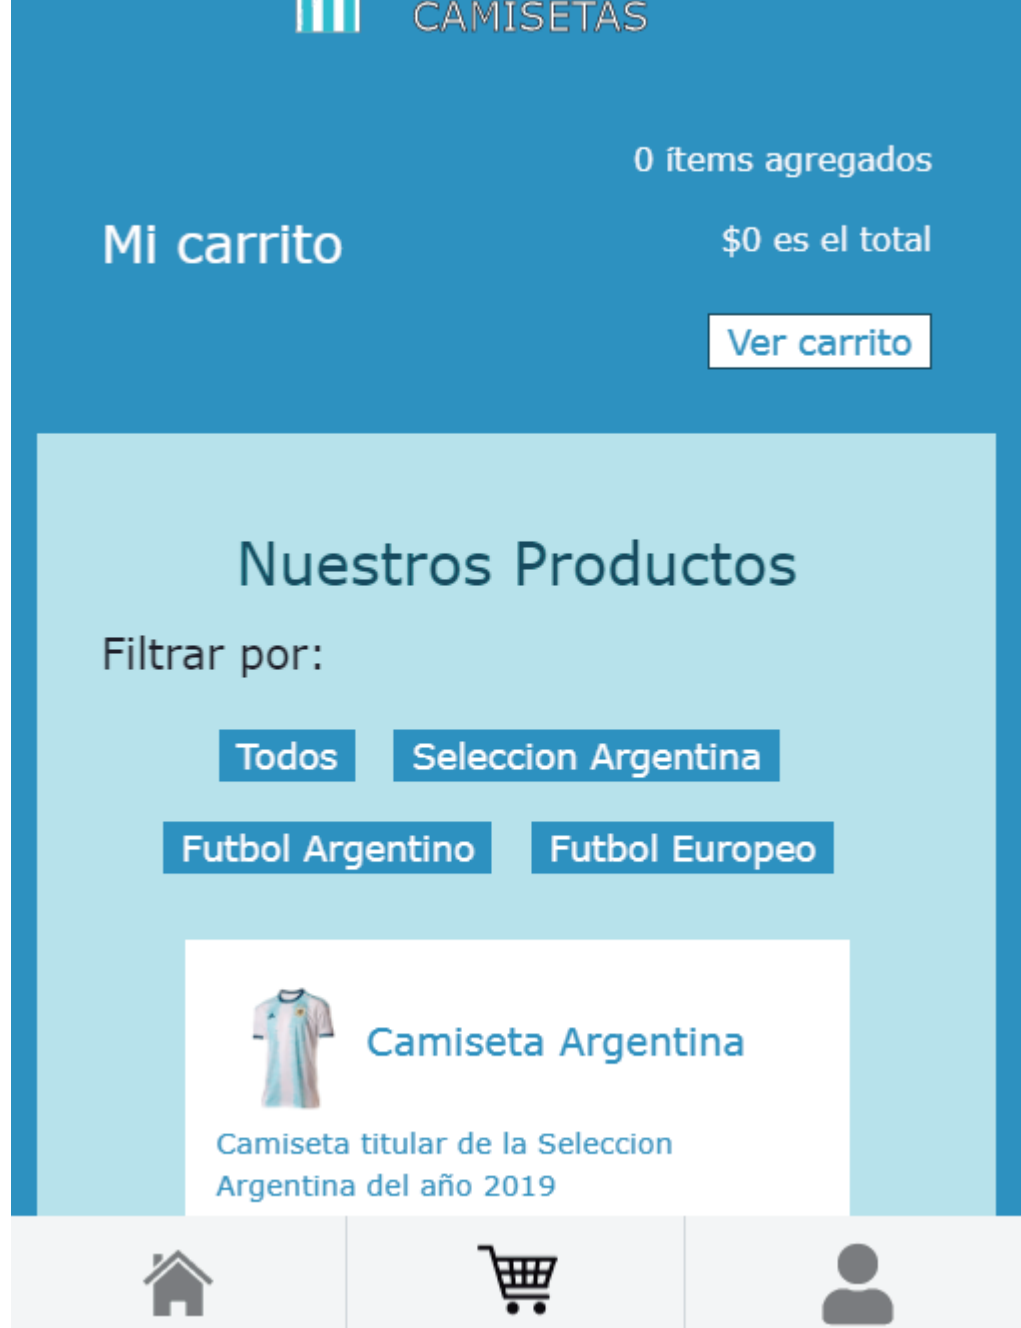 CAMISETAS
0 ítems agregados
Mi carrito
$0 es el total
Ver carrito
Nuestros Productos
Filtrar por:
Todos
Seleccion Argentina
Futbol Argentino
Futbol Europeo
Camiseta Argentina
Camiseta titular de la Seleccion
Argentina del año 2019